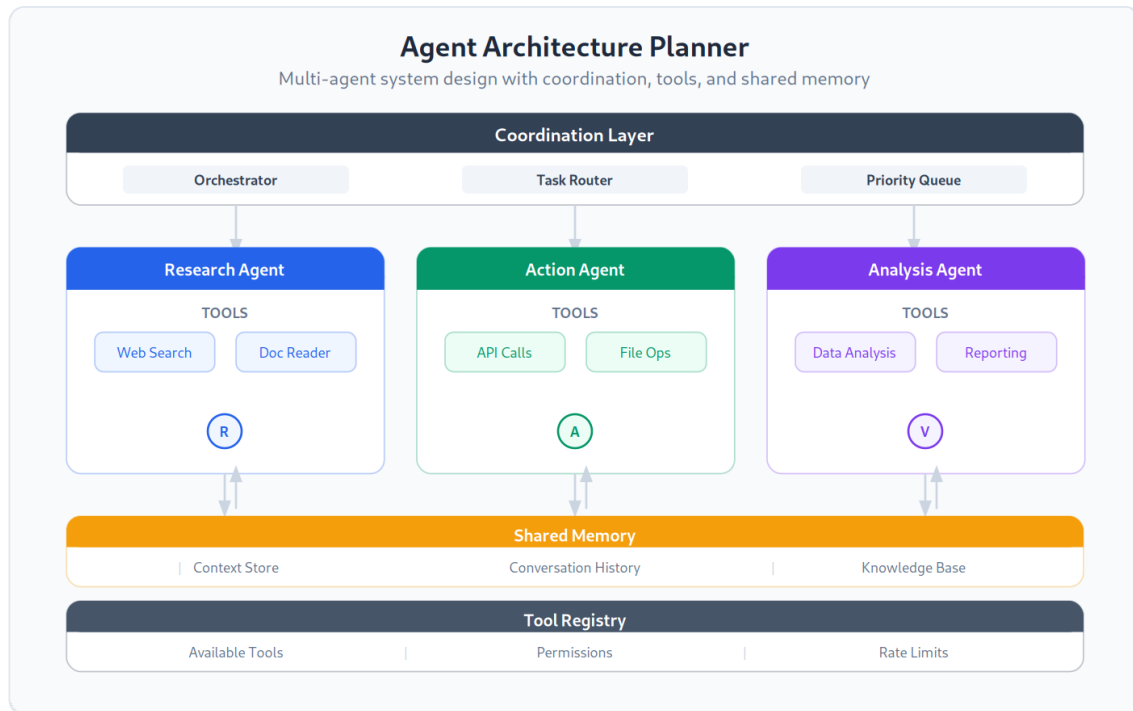 Agent Architecture Planner
Multi-agent system design with coordination, tools, and shared memory
Coordination Layer
Orchestrator
Task Router
Priority Queue
Research Agent
Action Agent
Analysis Agent
TOOLS
TOOLS
TOOLS
Web Search
Doc Reader
API Calls
File Ops
Data Analysis
Reporting
R
A
V
Shared Memory
| Context Store
Conversation History
| Knowledge Base
Tool Registry
Available Tools | Permissions | Rate Limits